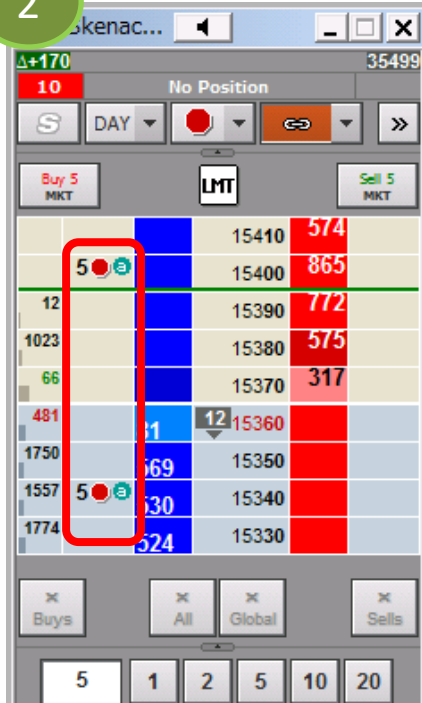 2
Skenac...
Δ+170 35499
10 No Position
S DAY »
Buy 5
MKT
LMT
Sell 5
MKT
15410 574
5 a 15400 865
12 15390 772
1023 15380 575
66 15370 317
481 31 12 15360
1750 569 15350
1557 5 a 530 15340
1774 524 15330
× × × ×
Buys All Global Sells
5 1 2 5 10 20